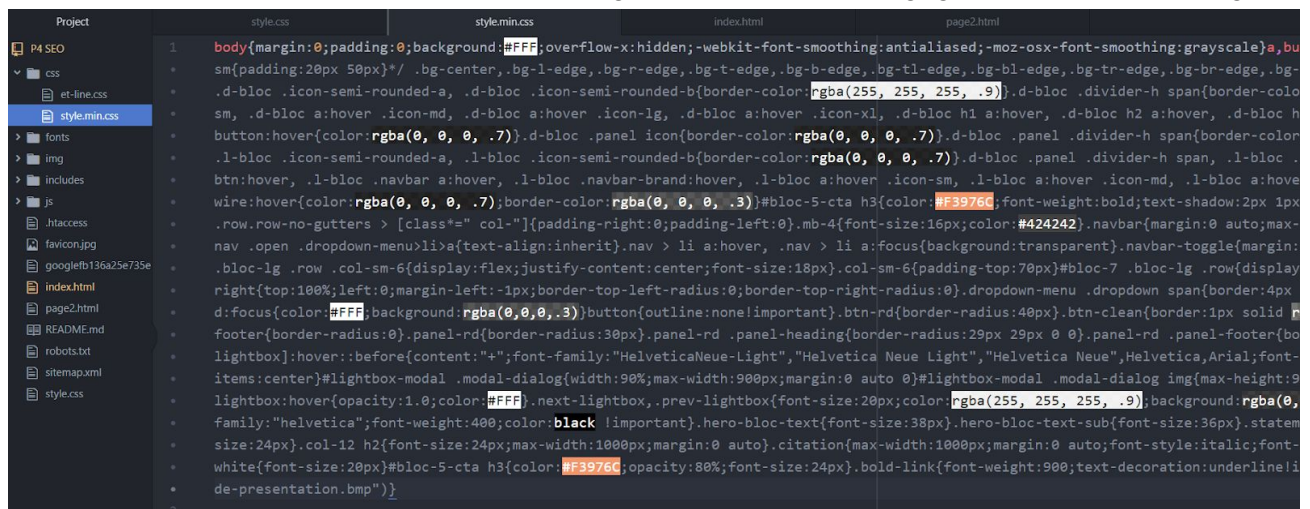 Project
style.css
style.min.css
index.html
page2.html
P4 SEO
css
et-line.css
style.min.css
fonts
img
includes
js
.htaccess
favicon.jpg
googlefb136a25e735e
index.html
page2.html
README.md
robots.txt
sitemap.xml
style.css
1 body{margin:0;padding:0;background:#FFF;overflow-x:hidden;-webkit-font-smoothing:antialiased;-moz-osx-font-smoothing:grayscale}a,bu
sm{padding:20px 50px}*/ .bg-center,.bg-l-edge,.bg-r-edge,.bg-t-edge,.bg-b-edge,.bg-tl-edge,.bg-bl-edge,.bg-tr-edge,.bg-br-edge,.bg-
.d-bloc .icon-semi-rounded-a, .d-bloc .icon-semi-rounded-b{border-color:rgba(255, 255, 255, .9)}.d-bloc .divider-h span{border-colo
sm, .d-bloc a:hover .icon-md, .d-bloc a:hover .icon-lg, .d-bloc a:hover .icon-xl, .d-bloc h1 a:hover, .d-bloc h2 a:hover, .d-bloc h
button:hover{color:rgba(0, 0, 0, .7)}.d-bloc .panel icon{border-color:rgba(0, 0, 0, .7)}.d-bloc .panel .divider-h span{border-color
.l-bloc .icon-semi-rounded-a, .l-bloc .icon-semi-rounded-b{border-color:rgba(0, 0, 0, .7)}.d-bloc .panel .divider-h span, .l-bloc .
btn:hover, .l-bloc .navbar a:hover, .l-bloc .navbar-brand:hover, .l-bloc a:hover .icon-sm, .l-bloc a:hover .icon-md, .l-bloc a:hove
wire:hover{color:rgba(0, 0, 0, .7);border-color:rgba(0, 0, 0, .3)}#bloc-5-cta h3{color:#F3976C;font-weight:bold;text-shadow:2px 1px
.row.row-no-gutters > [class*=" col-"]{padding-right:0;padding-left:0}.mb-4{font-size:16px;color:#424242}.navbar{margin:0 auto;max-
nav .open .dropdown-menu>li>a{text-align:inherit}.nav > li a:hover, .nav > li a:focus{background:transparent}.navbar-toggle{margin:
.bloc-lg .row .col-sm-6{display:flex;justify-content:center;font-size:18px}.col-sm-6{padding-top:70px}#bloc-7 .bloc-lg .row{display
right{top:100%;left:0;margin-left:-1px;border-top-left-radius:0;border-top-right-radius:0}.dropdown-menu .dropdown span{border:4px
d:focus{color:#FFF;background:rgba(0,0,0,.3)}button{outline:none!important}.btn-rd{border-radius:40px}.btn-clean{border:1px solid r
footer{border-radius:0}.panel-rd{border-radius:30px}.panel-rd .panel-heading{border-radius:29px 29px 0 0}.panel-rd .panel-footer{bo
lightbox]:hover::before{content:"+";font-family:"HelveticaNeue-Light","Helvetica Neue Light","Helvetica Neue",Helvetica,Arial;font-
items:center}#lightbox-modal .modal-dialog{width:90%;max-width:900px;margin:0 auto 0}#lightbox-modal .modal-dialog img{max-height:9
lightbox:hover{opacity:1.0;color:#FFF}.next-lightbox,.prev-lightbox{font-size:20px;color:rgba(255, 255, 255, .9);background:rgba(0,
family:"helvetica";font-weight:400;color:black !important}.hero-bloc-text{font-size:38px}.hero-bloc-text-sub{font-size:36px}.statem
size:24px}.col-12 h2{font-size:24px;max-width:1000px;margin:0 auto}.citation{max-width:1000px;margin:0 auto;font-style:italic;font-
white{font-size:20px}#bloc-5-cta h3{color:#F3976C;opacity:80%;font-size:24px}.bold-link{font-weight:900;text-decoration:underline!i
de-presentation.bmp")}